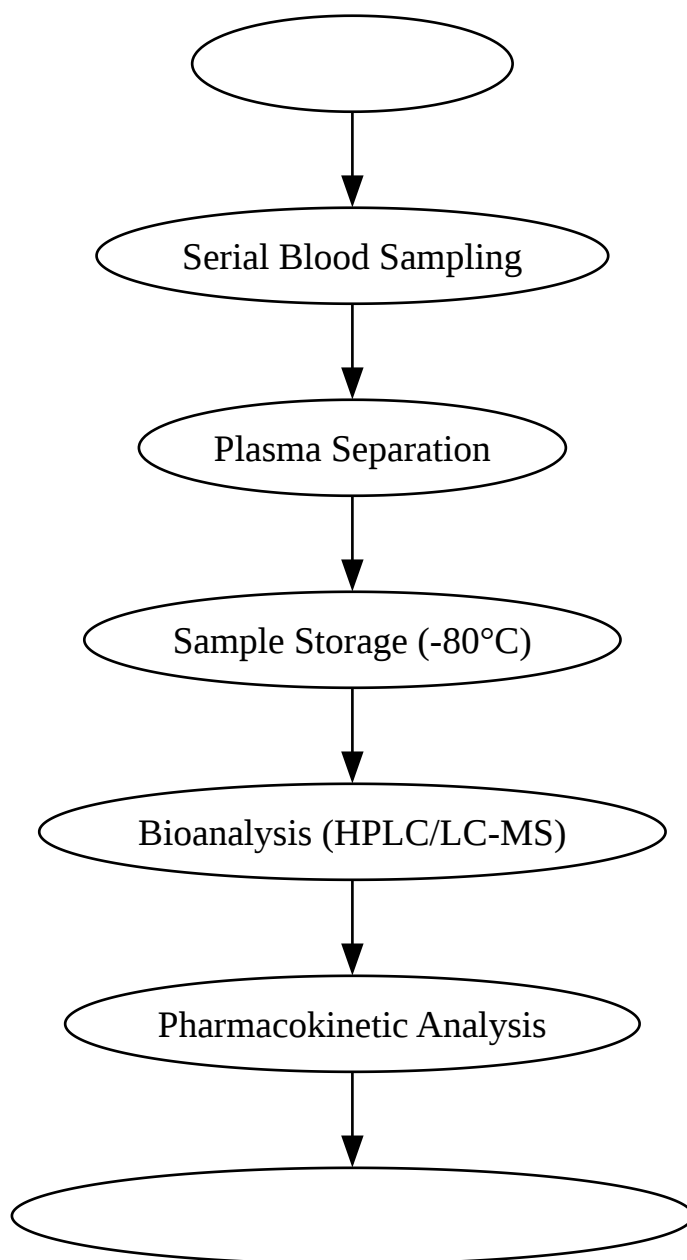 Serial Blood Sampling
Plasma Separation
Sample Storage (-80°C)
Bioanalysis (HPLC/LC-MS)
Pharmacokinetic Analysis